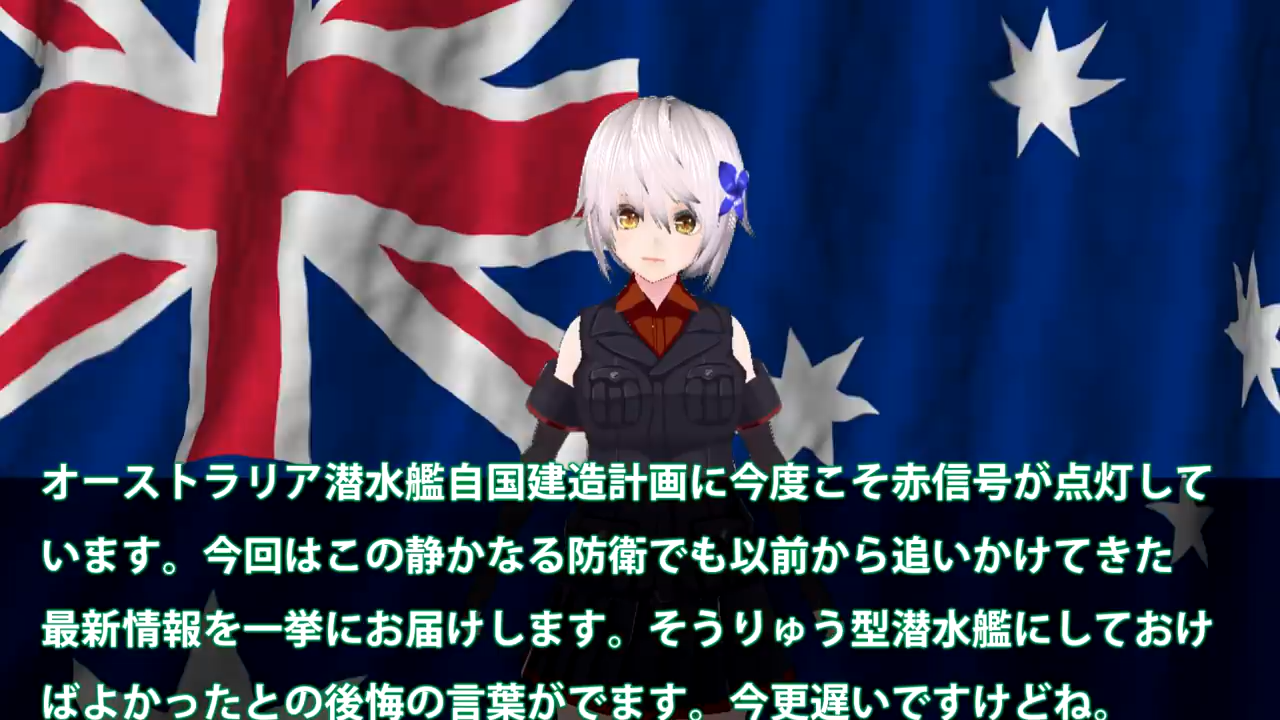 オーストラリア潜水艦自国建造計画に今度こそ赤信号が点灯して
います。今回はこの静かなる防衛でも以前から追いかけてきた
最新情報を一挙にお届けします。そうりゅう型潜水艦にしておけ
ばよかったとの後悔の言葉がでます。今更遅いですけどね。